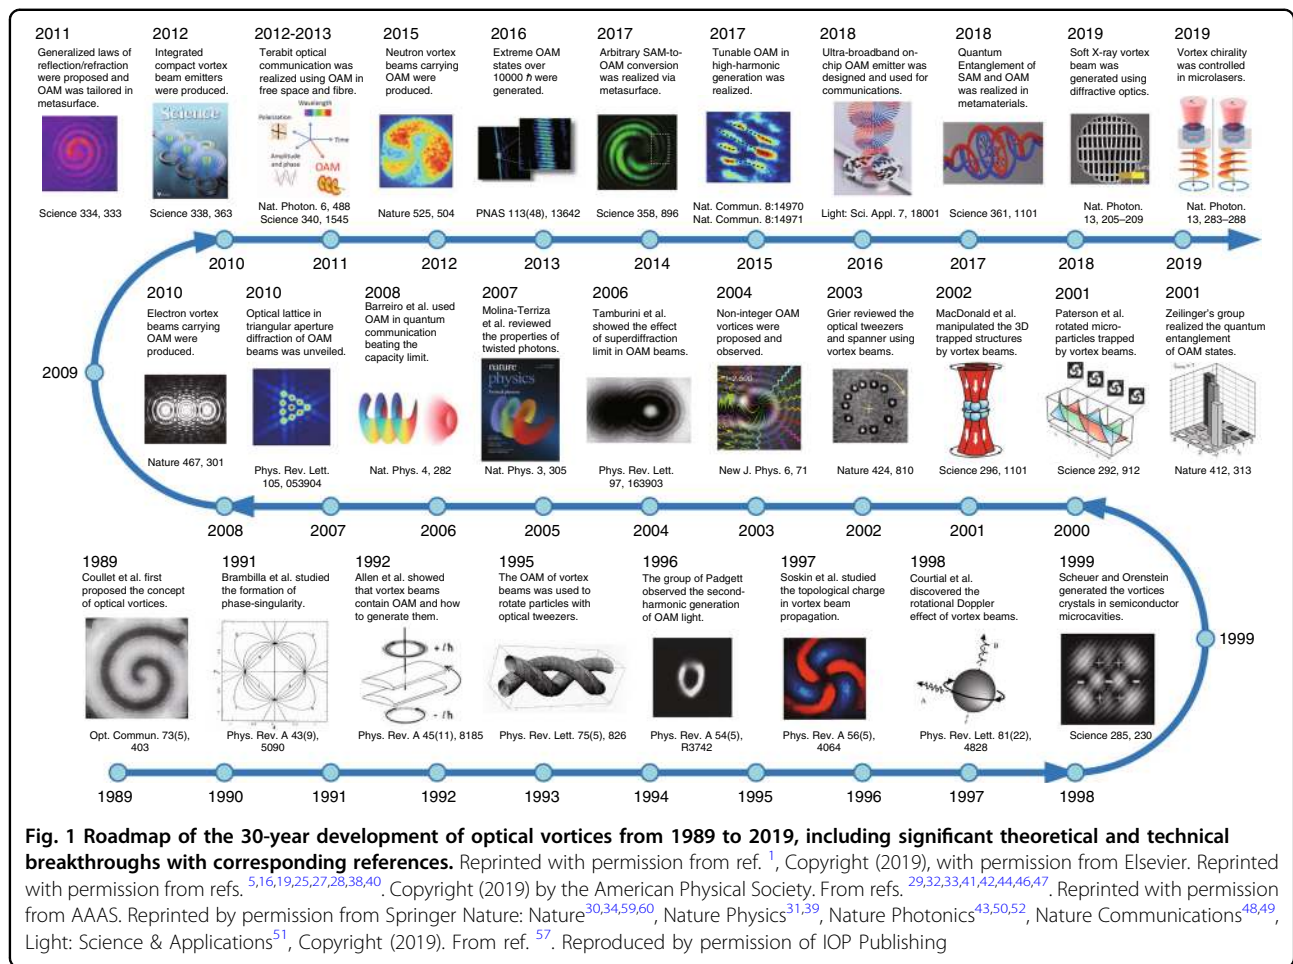 2011
Generalized laws of
reflection/refraction
were proposed and
OAM was tailored in
metasurface.
Science 334, 333
2012
Integrated
compact vortex
beam emitters
were produced.
Science
Science 338, 363
2012-2013
Terabit optical
communication was
realized using OAM in
free space and fibre.
Wavelength
Polarization
Time
Amplitude
and phase
OAM
Nat. Photon. 6, 488
Science 340, 1545
2015
Neutron vortex
beams carrying
OAM were
produced.
Nature 525, 504
2016
Extreme OAM
states over
10000 ℏ were
generated.
PNAS 113(48), 13642
2017
Arbitrary SAM-to-
OAM conversion
was realized via
metasurface.
Science 358, 896
2017
Tunable OAM in
high-harmonic
generation was
realized.
Nat. Commun. 8:14970
Nat. Commun. 8:14971
2018
Ultra-broadband on-
chip OAM emitter was
designed and used for
communications.
Light: Sci. Appl. 7, 18001
2018
Quantum
Entanglement of
SAM and OAM
was realized in
metamaterials.
Science 361, 1101
2019
Soft X-ray vortex
beam was
generated using
diffractive optics.
Nat. Photon.
13, 205–209
2019
Vortex chirality
was controlled
in microlasers.
Nat. Photon.
13, 283–288
2010
2011
2012
2013
2014
2015
2016
2017
2018
2019
2009
2010
Electron vortex
beams carrying
OAM were
produced.
Nature 467, 301
2010
Optical lattice in
triangular aperture
diffraction of OAM
beams was unveiled.
Phys. Rev. Lett.
105, 053904
2008
Barreiro et al. used
OAM in quantum
communication
beating the
capacity limit.
Nat. Phys. 4, 282
2007
Molina-Terriza
et al. reviewed
the properties of
twisted photons.
nature
physics
Nat. Phys. 3, 305
2006
Tamburini et al.
showed the effect
of superdiffraction
limit in OAM beams.
Phys. Rev. Lett.
97, 163903
2004
Non-integer OAM
vortices were
proposed and
observed.
New J. Phys. 6, 71
2003
Grier reviewed the
optical tweezers
and spanner using
vortex beams.
Nature 424, 810
2002
MacDonald et al.
manipulated the 3D
trapped structures
by vortex beams.
Science 296, 1101
2001
Paterson et al.
rotated micro-
particles trapped
by vortex beams.
Science 292, 912
2001
Zeilinger's group
realized the quantum
entanglement
of OAM states.
Nature 412, 313
2008
2007
2006
2005
2004
2003
2002
2001
2000
1999
1989
Coullet et al. first
proposed the concept
of optical vortices.
Opt. Commun. 73(5),
403
1991
Brambilla et al. studied
the formation of
phase-singularity.
Phys. Rev. A 43(9),
5090
1992
Allen et al. showed
that vortex beams
contain OAM and how
to generate them.
+ lℏ
- lℏ
Phys. Rev. A 45(11), 8185
1995
The OAM of vortex
beams was used to
rotate particles with
optical tweezers.
Phys. Rev. Lett. 75(5), 826
1996
The group of Padgett
observed the second-
harmonic generation
of OAM light.
Phys. Rev. A 54(5),
R3742
1997
Soskin et al. studied
the topological charge
in vortex beam
propagation.
Phys. Rev. A 56(5),
4064
1998
Courtial et al.
discovered the
rotational Doppler
effect of vortex beams.
B
A
Phys. Rev. Lett. 81(22),
4828
1999
Scheuer and Orenstein
generated the vortices
crystals in semiconductor
microcavities.
Science 285, 230
1989
1990
1991
1992
1993
1994
1995
1996
1997
1998
Fig. 1 Roadmap of the 30-year development of optical vortices from 1989 to 2019, including significant theoretical and technical
breakthroughs with corresponding references. Reprinted with permission from ref. 1, Copyright (2019), with permission from Elsevier. Reprinted
with permission from refs. 5,16,19,25,27,28,38,40. Copyright (2019) by the American Physical Society. From refs. 29,32,33,41,42,44,46,47. Reprinted with permission
from AAAS. Reprinted by permission from Springer Nature: Nature30,34,59,60, Nature Physics31,39, Nature Photonics43,50,52, Nature Communications48,49,
Light: Science & Applications51, Copyright (2019). From ref. 57. Reproduced by permission of IOP Publishing